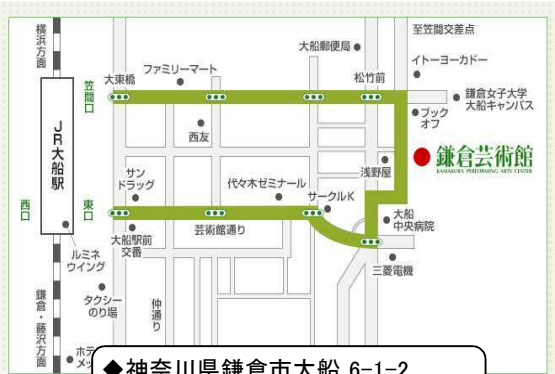 横浜方面
大船郵便局
至笠間交差点
イトーヨーカドー
ファミリーマート
大東橋
松竹前
鎌倉女子大学
大船キャンパス
笠間口
ブック
オフ
西友
JR大船駅
鎌倉芸術館
KAMAKURA PERFORMING ARTS CENTER
浅野屋
サン
ドラッグ
代々木ゼミナール
サークルK
西口
東口
大船
中央病院
芸術館通り
大船駅前
交番
ルミネ
ウイング
三菱電機
鎌倉・藤沢方面
タクシー
のり場
仲通り
ホテ
メッ
◆神奈川県鎌倉市大船 6-1-2